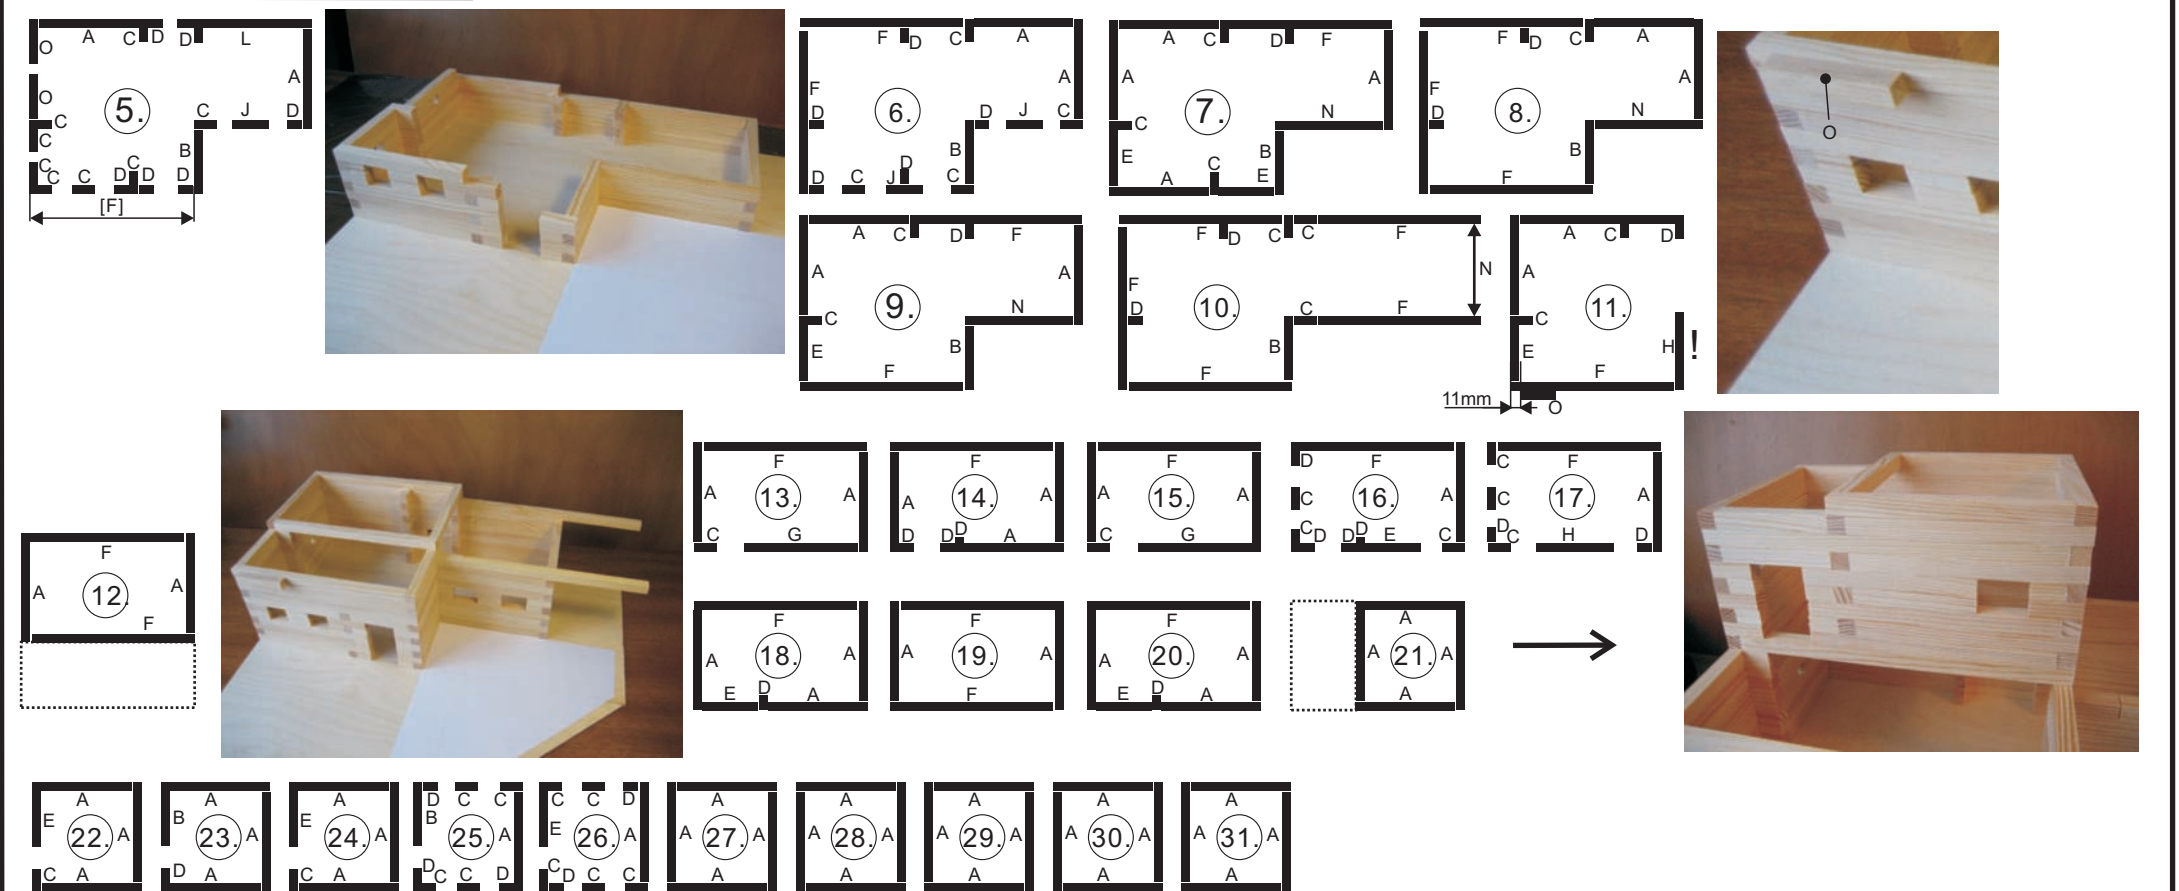 O A C D D L
O A
C C J D
C 5.
C C C D C D D B
[F]
F D C A
F A
D 6. D J C
D C J D C B
A C D F
A A
C 7. N
E A C B E
F D C A
F A
D 8. N
F B
O
A C D F
A A
C 9. N
E F B
F D C C F
F N
D 10. C F
F B
A C D
A
C 11.
E F H !
11mm O
F
A 12. A
F
F
A 13. A
C G
F
A 14. A
D D D A
F
A 15. A
C G
D F
C 16. A
C D D D E C
C F
C 17. A
D C H D
F
A 18. A
E D A
F
A 19. A
F
F
A 20. A
E D A
A
A 21. A
A
A
E 22. A
C A
A
B 23. A
D A
A
E 24. A
C A
D C C
B 25. A
D C C D
C C D
E 26. A
C D C C
A
A 27. A
A
A
A 28. A
A
A
A 29. A
A
A
A 30. A
A
A
A 31. A
A